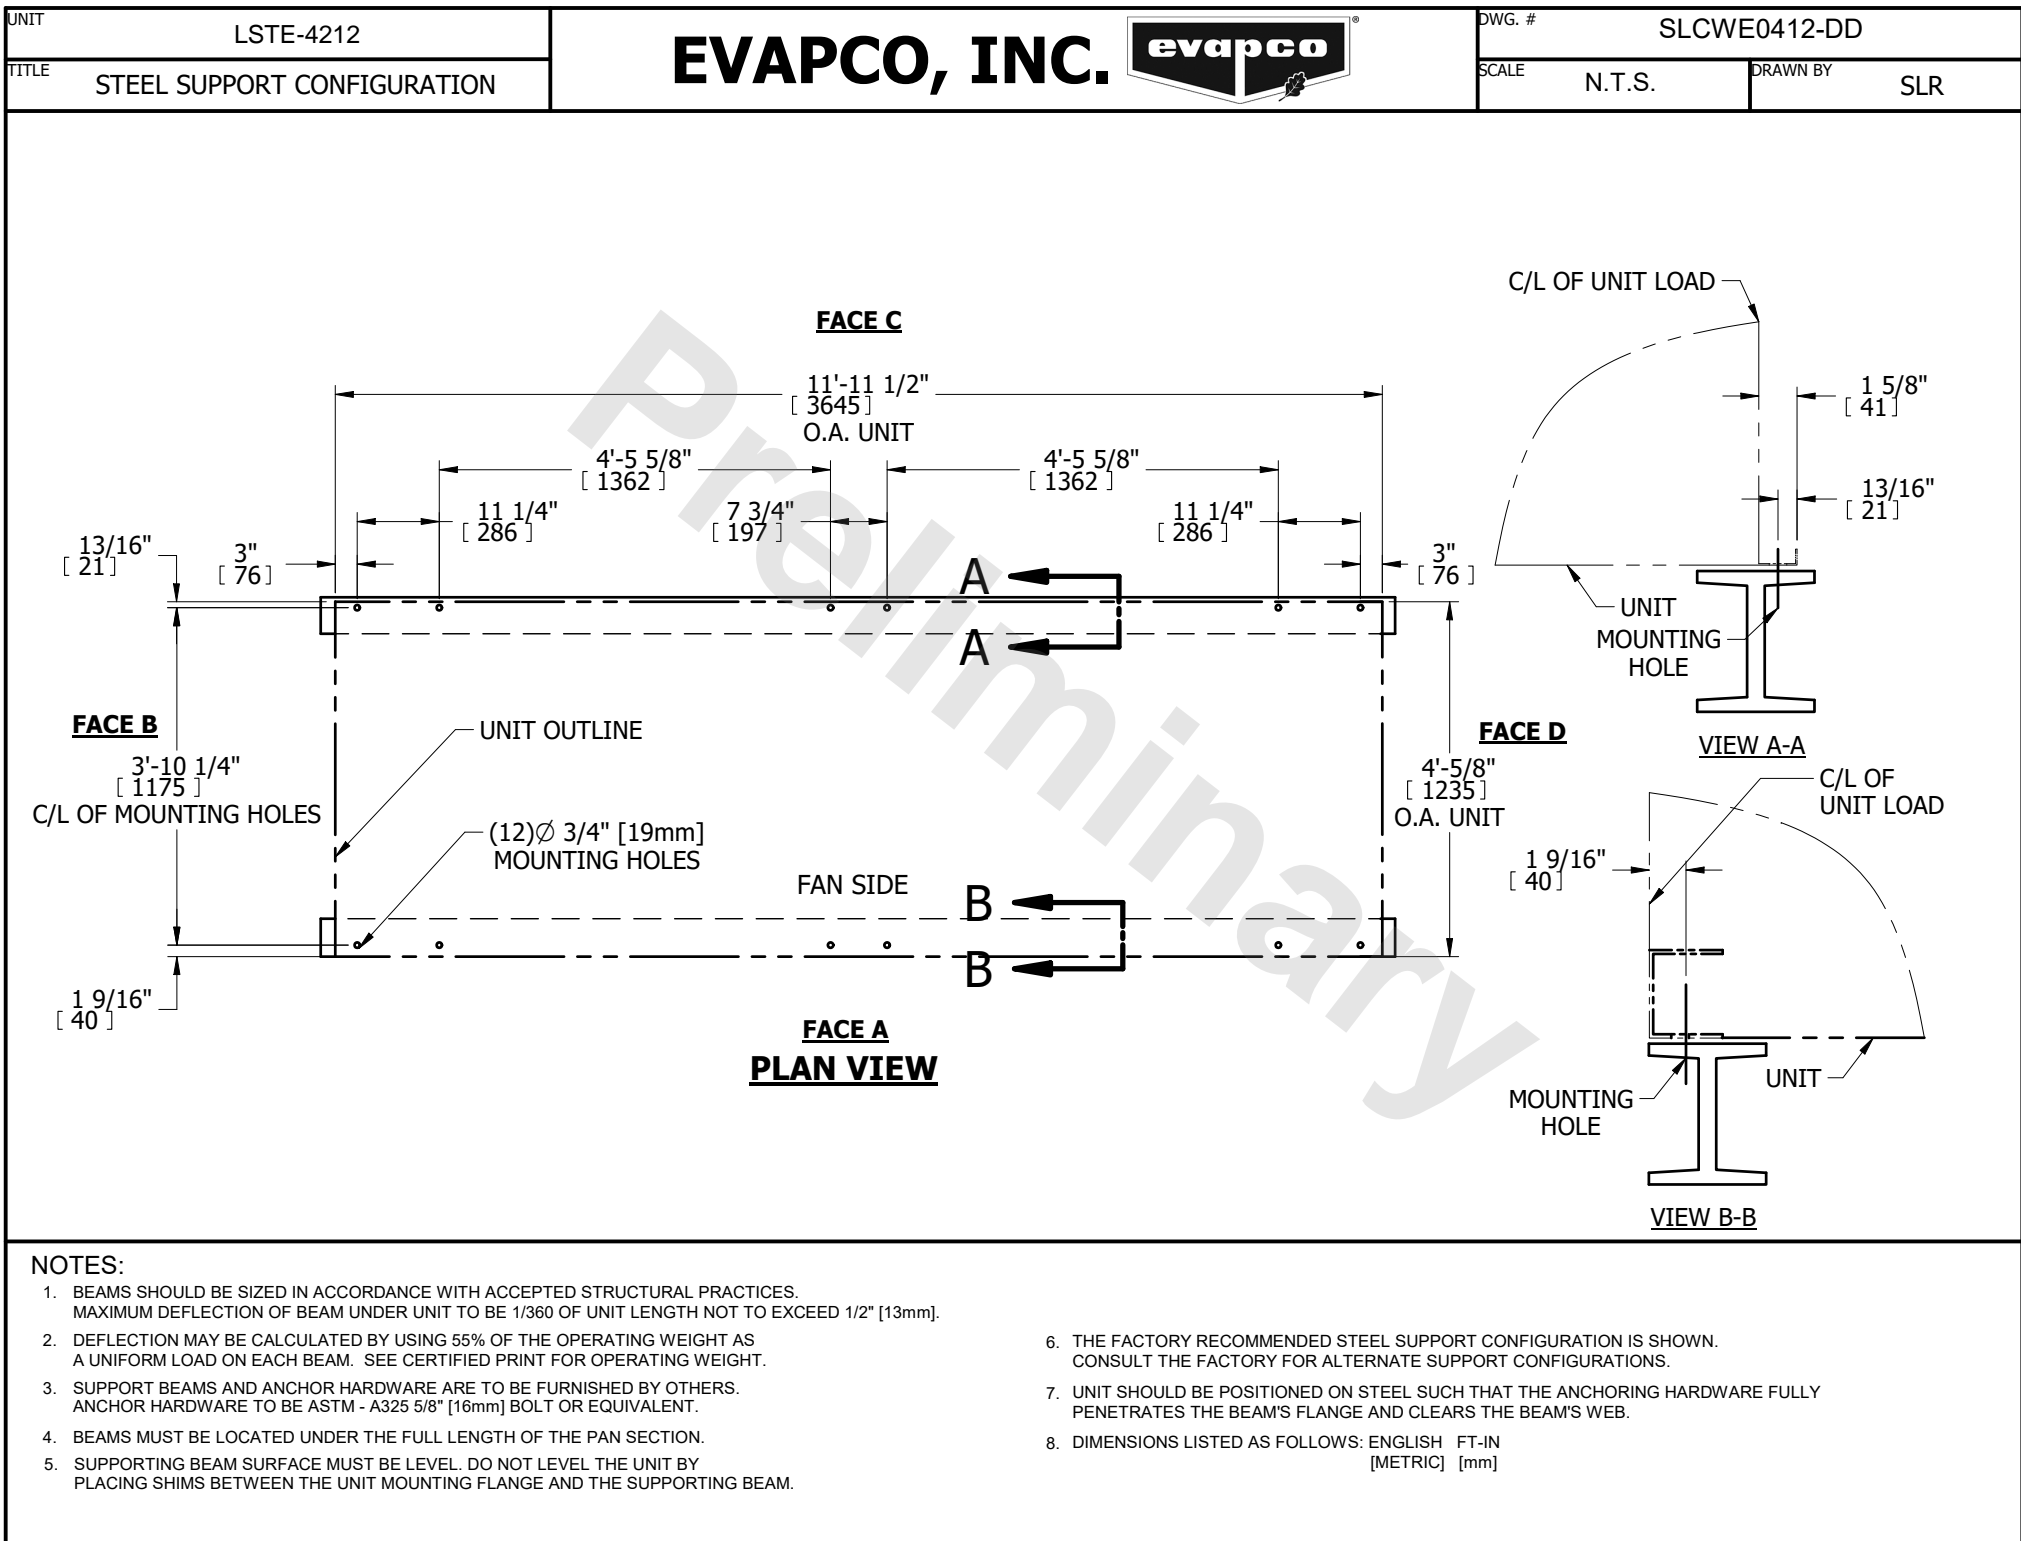 UNIT
LSTE-4212
TITLE
STEEL SUPPORT CONFIGURATION
EVAPCO, INC.
evapco
®
DWG. #
SLCWE0412-DD
SCALE
N.T.S.
DRAWN BY
SLR
Preliminary
FACE C
11'-11 1/2"
[ 3645 ]
O.A. UNIT
4'-5 5/8"
[ 1362 ]
4'-5 5/8"
[ 1362 ]
11 1/4"
[ 286 ]
7 3/4"
[ 197 ]
11 1/4"
[ 286 ]
13/16"
[ 21 ]
3"
[ 76 ]
3"
[ 76 ]
A
A
FACE B
3'-10 1/4"
[ 1175 ]
C/L OF MOUNTING HOLES
UNIT OUTLINE
(12)Ø 3/4" [19mm]
MOUNTING HOLES
FAN SIDE
B
B
FACE D
4'-5/8"
[ 1235 ]
O.A. UNIT
1 9/16"
[ 40 ]
FACE A
PLAN VIEW
C/L OF UNIT LOAD
1 5/8"
[ 41 ]
13/16"
[ 21 ]
UNIT
MOUNTING
HOLE
VIEW A-A
C/L OF
UNIT LOAD
1 9/16"
[ 40 ]
UNIT
MOUNTING
HOLE
VIEW B-B
NOTES:
1. BEAMS SHOULD BE SIZED IN ACCORDANCE WITH ACCEPTED STRUCTURAL PRACTICES.
MAXIMUM DEFLECTION OF BEAM UNDER UNIT TO BE 1/360 OF UNIT LENGTH NOT TO EXCEED 1/2" [13mm].
2. DEFLECTION MAY BE CALCULATED BY USING 55% OF THE OPERATING WEIGHT AS
A UNIFORM LOAD ON EACH BEAM. SEE CERTIFIED PRINT FOR OPERATING WEIGHT.
3. SUPPORT BEAMS AND ANCHOR HARDWARE ARE TO BE FURNISHED BY OTHERS.
ANCHOR HARDWARE TO BE ASTM - A325 5/8" [16mm] BOLT OR EQUIVALENT.
4. BEAMS MUST BE LOCATED UNDER THE FULL LENGTH OF THE PAN SECTION.
5. SUPPORTING BEAM SURFACE MUST BE LEVEL. DO NOT LEVEL THE UNIT BY
PLACING SHIMS BETWEEN THE UNIT MOUNTING FLANGE AND THE SUPPORTING BEAM.
6. THE FACTORY RECOMMENDED STEEL SUPPORT CONFIGURATION IS SHOWN.
CONSULT THE FACTORY FOR ALTERNATE SUPPORT CONFIGURATIONS.
7. UNIT SHOULD BE POSITIONED ON STEEL SUCH THAT THE ANCHORING HARDWARE FULLY
PENETRATES THE BEAM'S FLANGE AND CLEARS THE BEAM'S WEB.
8. DIMENSIONS LISTED AS FOLLOWS: ENGLISH FT-IN
[METRIC] [mm]